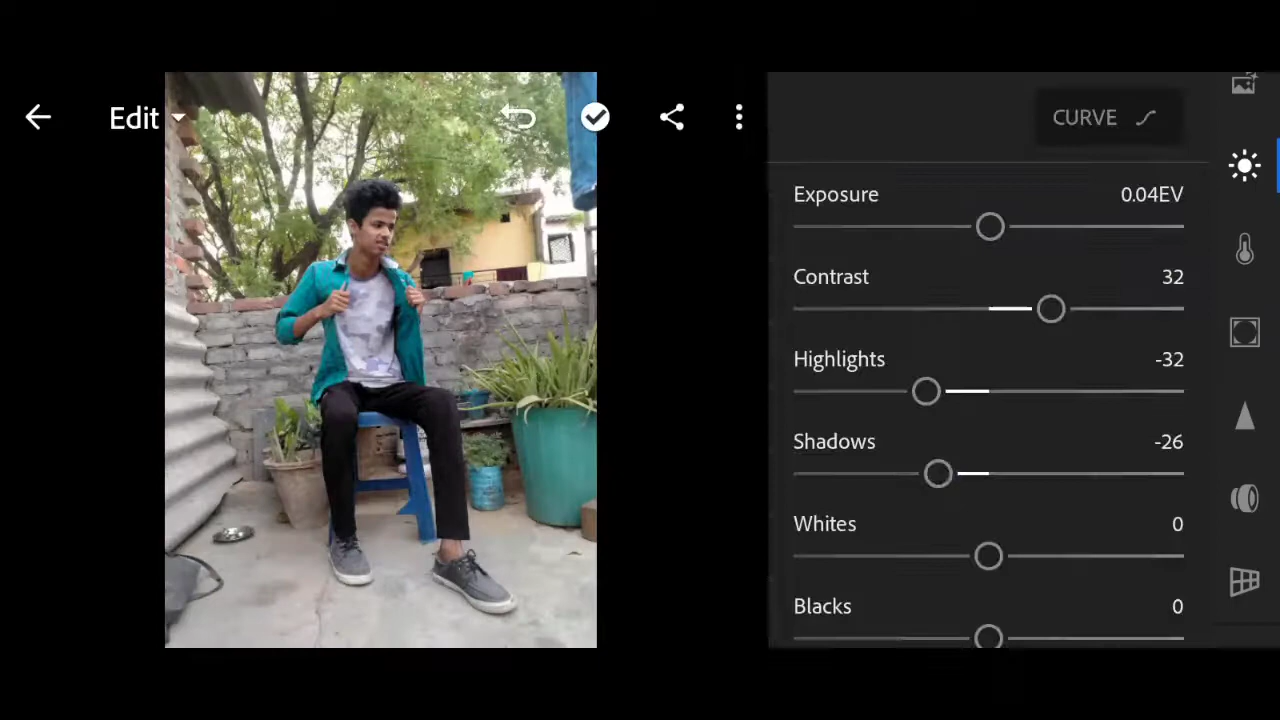 Edit
CURVE
Exposure 0.04EV
Contrast 32
Highlights -32
Shadows -26
Whites 0
Blacks 0